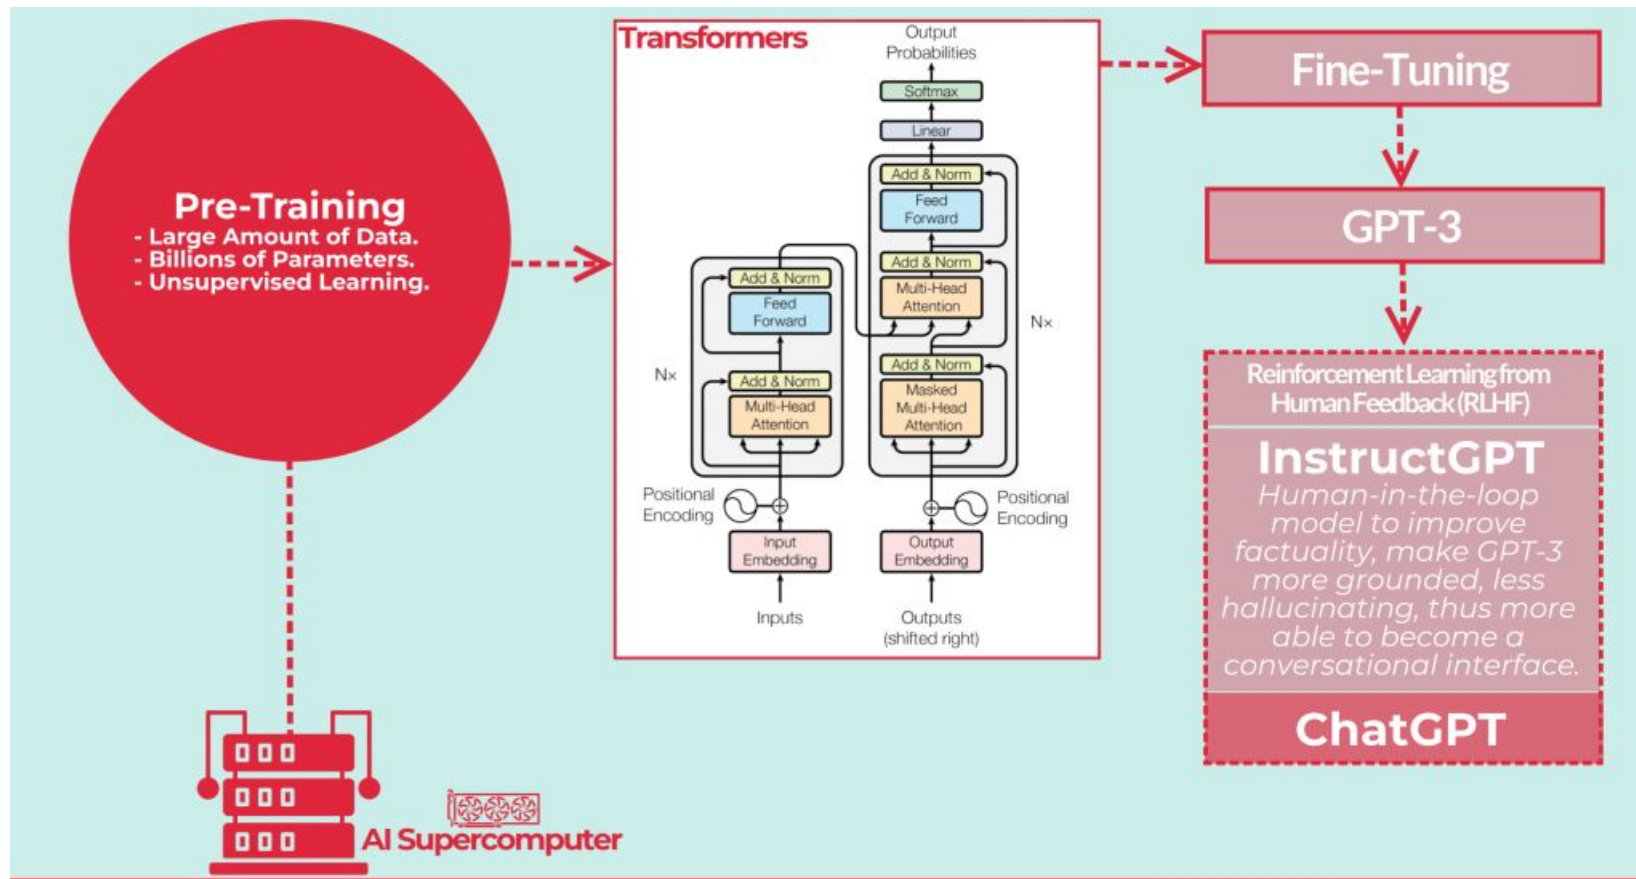 Pre-Training
- Large Amount of Data.
- Billions of Parameters.
- Unsupervised Learning.
AI Supercomputer
Transformers
Output
Probabilities
Softmax
Linear
Add & Norm
Feed
Forward
Add & Norm
Multi-Head
Attention
Nx
Add & Norm
Masked
Multi-Head
Attention
Add & Norm
Feed
Forward
Nx
Add & Norm
Multi-Head
Attention
Positional
Encoding
Positional
Encoding
Input
Embedding
Output
Embedding
Inputs
Outputs
(shifted right)
Fine-Tuning
GPT-3
Reinforcement Learning from
Human Feedback (RLHF)
InstructGPT
Human-in-the-loop
model to improve
factuality, make GPT-3
more grounded, less
hallucinating, thus more
able to become a
conversational interface.
ChatGPT